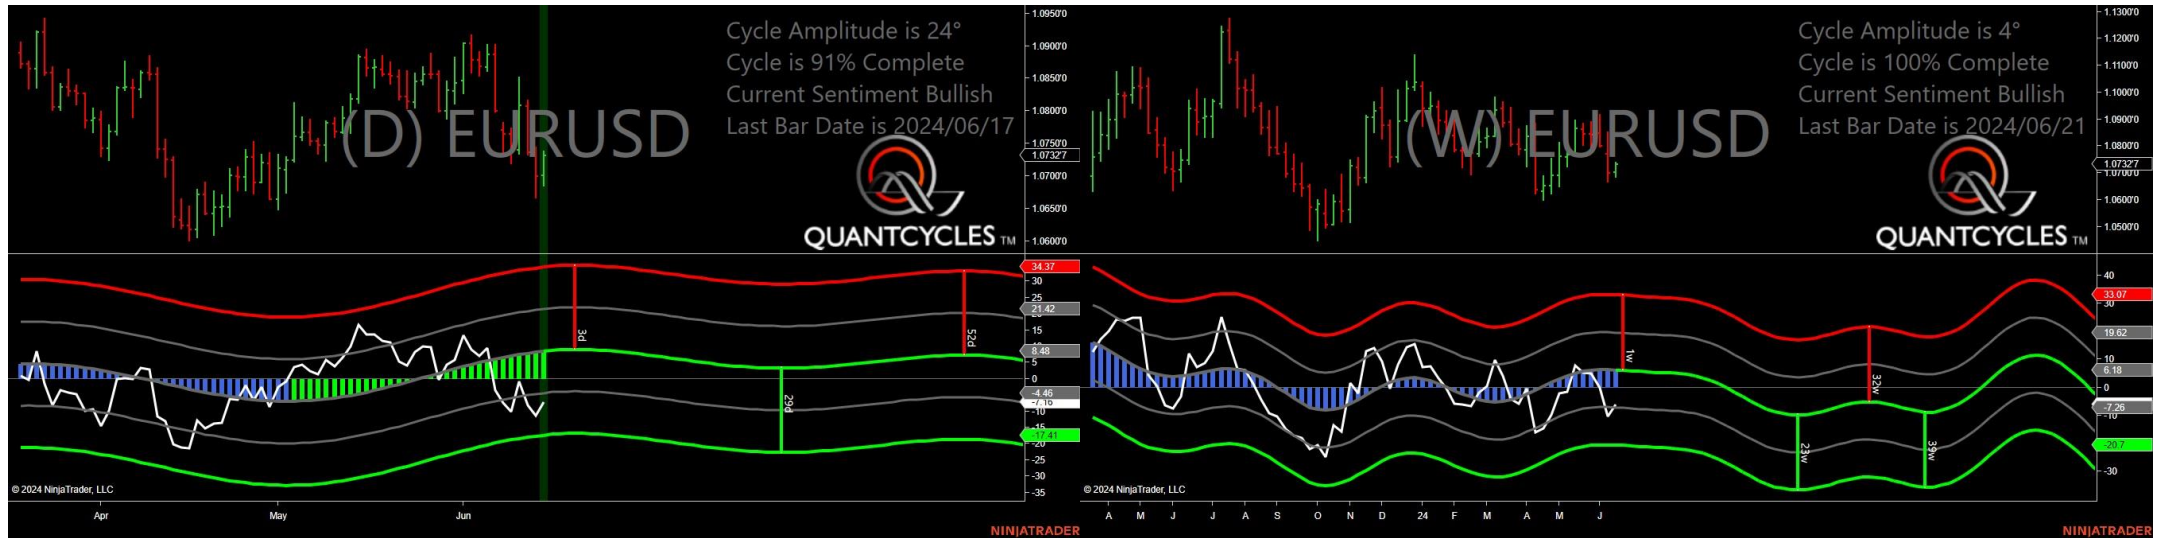 Cycle Amplitude is 24°
Cycle is 91% Complete
Current Sentiment Bullish
Last Bar Date is 2024/06/17
(D) EURUSD
QUANTCYCLES TM
1.0950'0
1.0900'0
1.0850'0
1.0800'0
1.0750'0
1.07327
1.0700'0
1.0650'0
1.0600'0
34.37
30
25
21.42
15
8.48
5
0
-4.46
-7.16
-10
-17.41
-20
-25
-30
-35
3d
29d
52d
© 2024 NinjaTrader, LLC
Apr
May
Jun
NINJATRADER
Cycle Amplitude is 4°
Cycle is 100% Complete
Current Sentiment Bullish
Last Bar Date is 2024/06/21
(W) EURUSD
QUANTCYCLES TM
1.1300'0
1.1200'0
1.1100'0
1.1000'0
1.0900'0
1.0800'0
1.07327
1.0700'0
1.0600'0
1.0500'0
40
33.07
30
19.62
10
6.18
0
-7.26
-10
-20.7
-30
1w
23w
32w
39w
© 2024 NinjaTrader, LLC
A M J J A S O N D 24 F M A M J
NINJATRADER